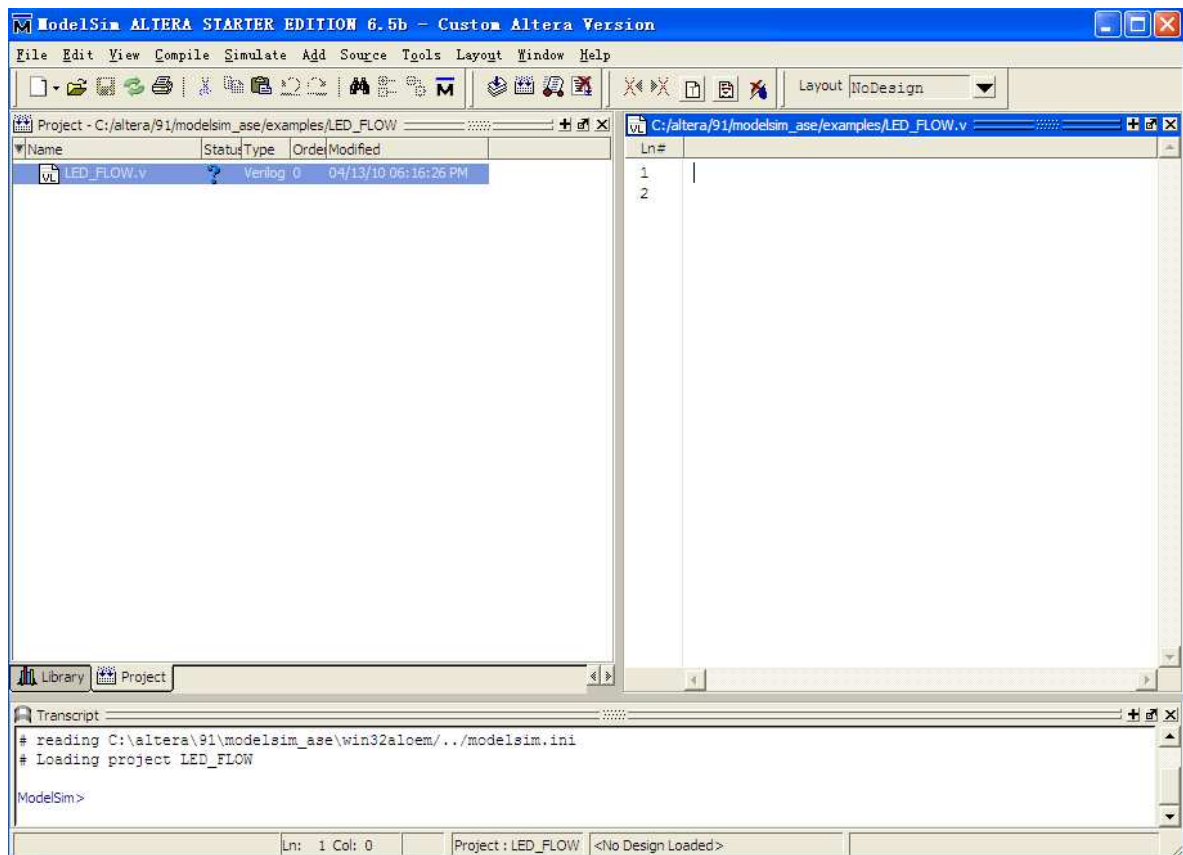 ModelSim ALTERA STARTER EDITION 6.5b - Custom Altera Version
File Edit View Compile Simulate Add Source Tools Layout Window Help
Layout NoDesign
Project - C:/altera/91/modelsim_ase/examples/LED_FLOW
Name Status Type Order Modified
LED_FLOW.v ? Verilog 0 04/13/10 06:16:26 PM
Library Project
C:/altera/91/modelsim_ase/examples/LED_FLOW.v
Ln#
1
2
Transcript
# reading C:\altera\91\modelsim_ase\win32aloem/../modelsim.ini
# Loading project LED_FLOW
ModelSim>
Ln: 1 Col: 0 Project : LED_FLOW <No Design Loaded>